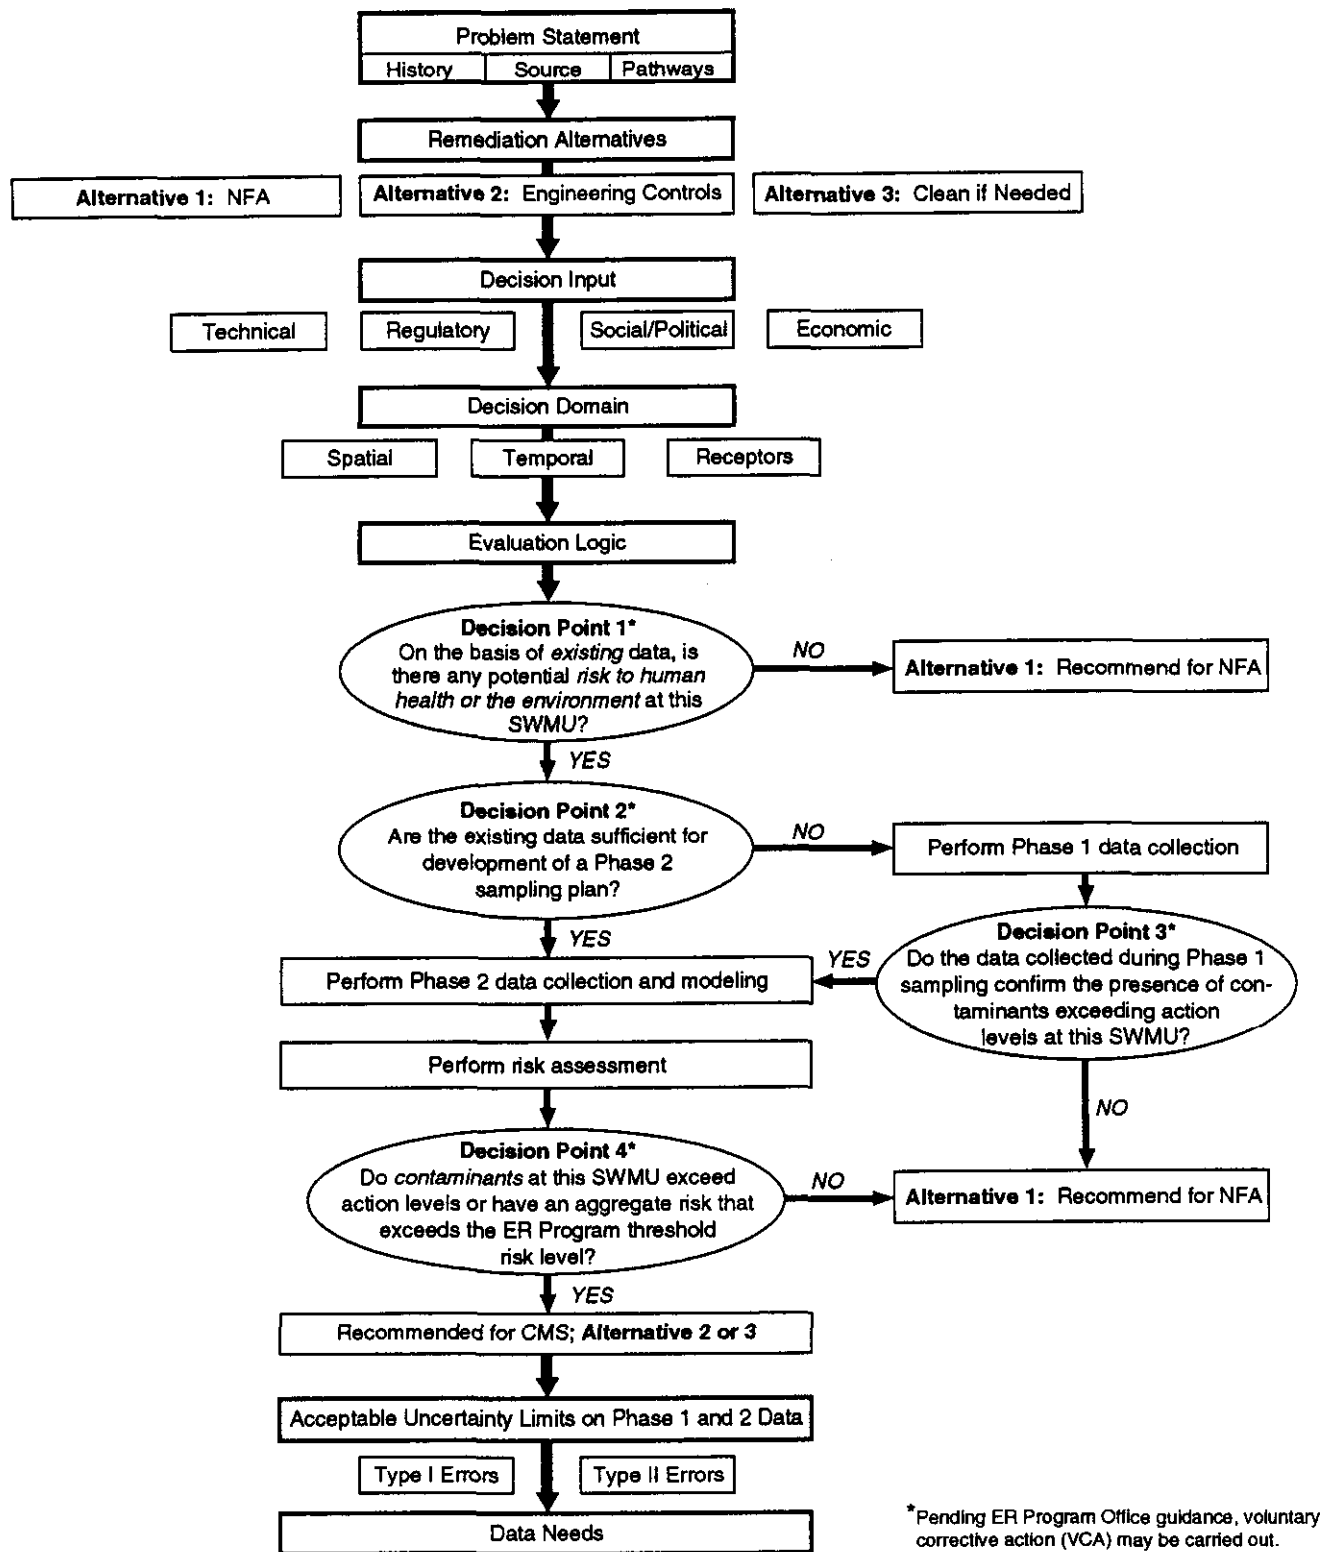 Problem Statement
History Source Pathways
Remediation Alternatives
Alternative 1: NFA
Alternative 2: Engineering Controls
Alternative 3: Clean if Needed
Decision Input
Technical
Regulatory
Social/Political
Economic
Decision Domain
Spatial
Temporal
Receptors
Evaluation Logic
Decision Point 1*
On the basis of existing data, is
there any potential risk to human
health or the environment at this
SWMU?
NO
Alternative 1: Recommend for NFA
YES
Decision Point 2*
Are the existing data sufficient for
development of a Phase 2
sampling plan?
NO
Perform Phase 1 data collection
YES
Decision Point 3*
Do the data collected during Phase 1
sampling confirm the presence of con-
taminants exceeding action
levels at this SWMU?
YES
Perform Phase 2 data collection and modeling
Perform risk assessment
NO
Decision Point 4*
Do contaminants at this SWMU exceed
action levels or have an aggregate risk that
exceeds the ER Program threshold
risk level?
NO
Alternative 1: Recommend for NFA
YES
Recommended for CMS; Alternative 2 or 3
Acceptable Uncertainty Limits on Phase 1 and 2 Data
Type I Errors
Type II Errors
Data Needs
*Pending ER Program Office guidance, voluntary
corrective action (VCA) may be carried out.